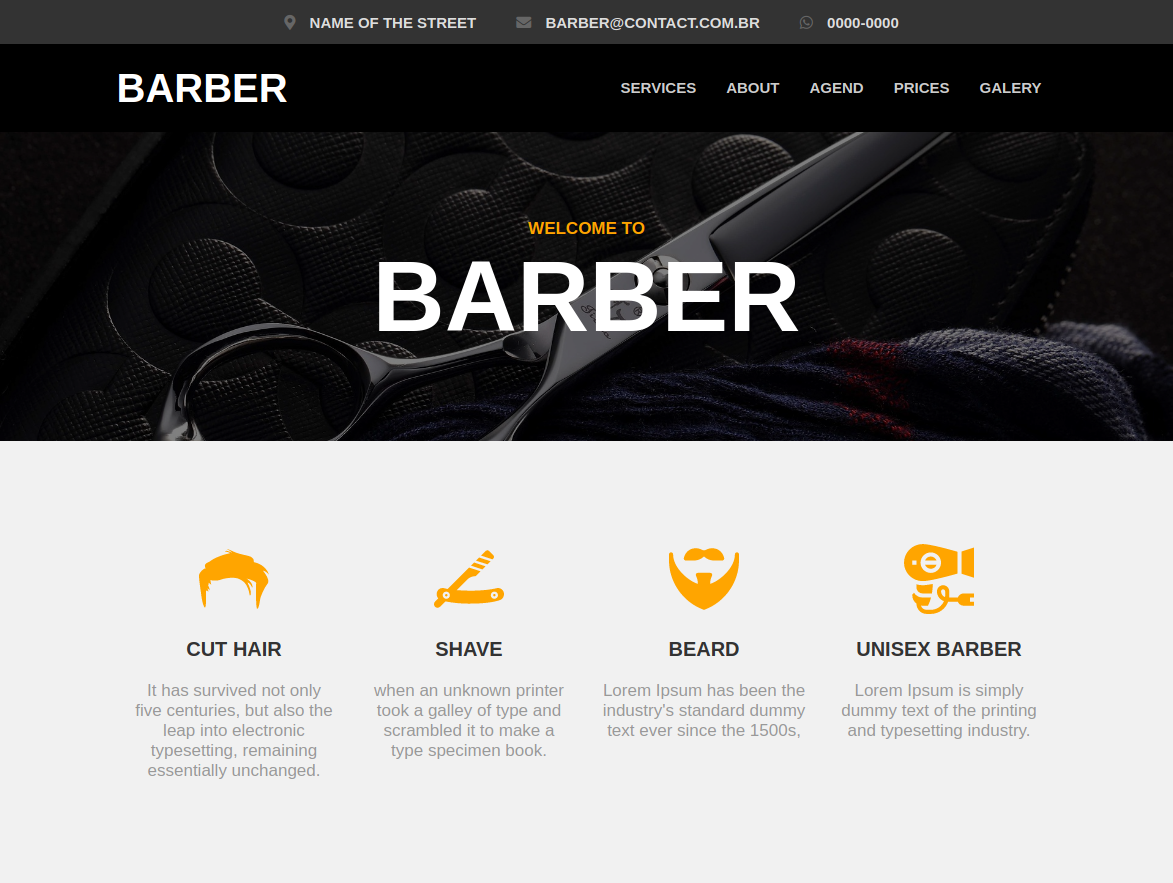 NAME OF THE STREET BARBER@CONTACT.COM.BR 0000-0000
BARBER SERVICES ABOUT AGEND PRICES GALERY
WELCOME TO
BARBER
CUT HAIR
It has survived not only
five centuries, but also the
leap into electronic
typesetting, remaining
essentially unchanged.
SHAVE
when an unknown printer
took a galley of type and
scrambled it to make a
type specimen book.
BEARD
Lorem Ipsum has been the
industry's standard dummy
text ever since the 1500s,
UNISEX BARBER
Lorem Ipsum is simply
dummy text of the printing
and typesetting industry.